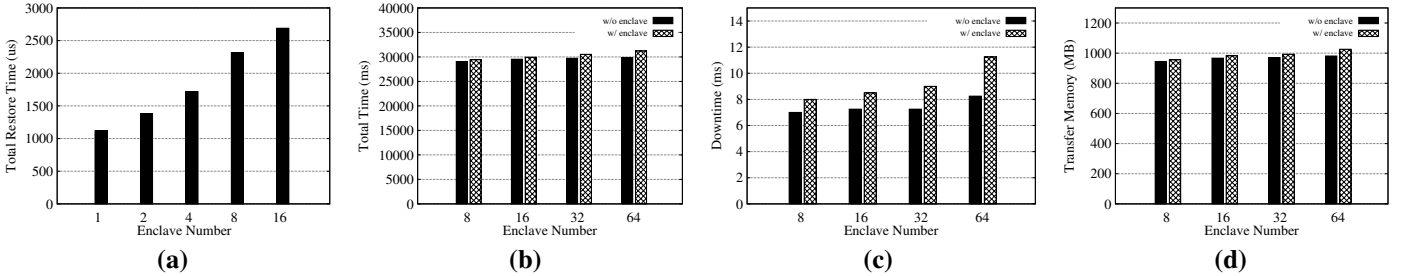 3000
2500
2000
1500
1000
500
0
Total Restore Time (us)
1 2 4 8 16
Enclave Number
(a)
40000
35000
30000
25000
20000
15000
10000
5000
0
Total Time (ms)
w/o enclave
w/ enclave
8 16 32 64
Enclave Number
(b)
14
12
10
8
6
4
2
0
Downtime (ms)
w/o enclave
w/ enclave
8 16 32 64
Enclave Number
(c)
1200
1000
800
600
400
200
0
Transfer Memory (MB)
w/o enclave
w/ enclave
8 16 32 64
Enclave Number
(d)